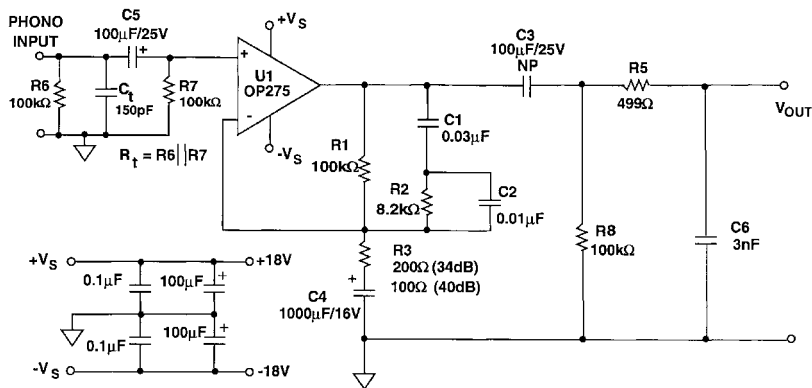 PHONO
INPUT
C5
100μF/25V
+
R6
100kΩ
Ct
150pF
R7
100kΩ
Rt = R6||R7
+VS
+
U1
OP275
-
-VS
R1
100kΩ
C1
0.03μF
R2
8.2kΩ
C2
0.01μF
R3
200Ω (34dB)
100Ω (40dB)
+
C4
1000μF/16V
C3
100μF/25V
NP
R5
499Ω
VOUT
R8
100kΩ
C6
3nF
+VS
+18V
0.1μF
100μF
+
0.1μF
100μF
+
-VS
-18V